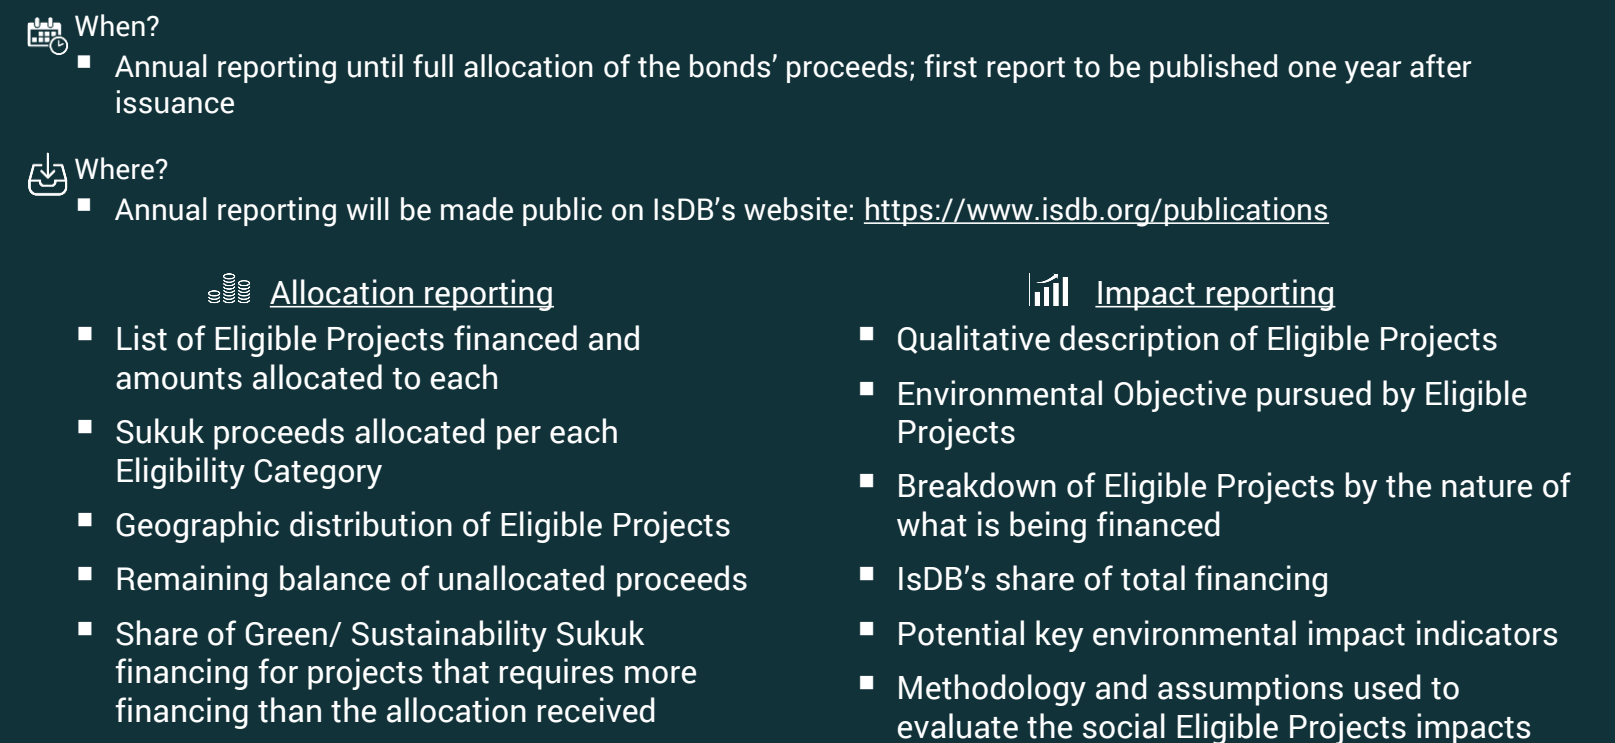 When?
Annual reporting until full allocation of the bonds’ proceeds; first report to be published one year after
issuance
Where?
Annual reporting will be made public on IsDB’s website: https://www.isdb.org/publications
Allocation reporting
List of Eligible Projects financed and
amounts allocated to each
Sukuk proceeds allocated per each
Eligibility Category
Geographic distribution of Eligible Projects
Remaining balance of unallocated proceeds
Share of Green/ Sustainability Sukuk
financing for projects that requires more
financing than the allocation received
Impact reporting
Qualitative description of Eligible Projects
Environmental Objective pursued by Eligible
Projects
Breakdown of Eligible Projects by the nature of
what is being financed
IsDB’s share of total financing
Potential key environmental impact indicators
Methodology and assumptions used to
evaluate the social Eligible Projects impacts